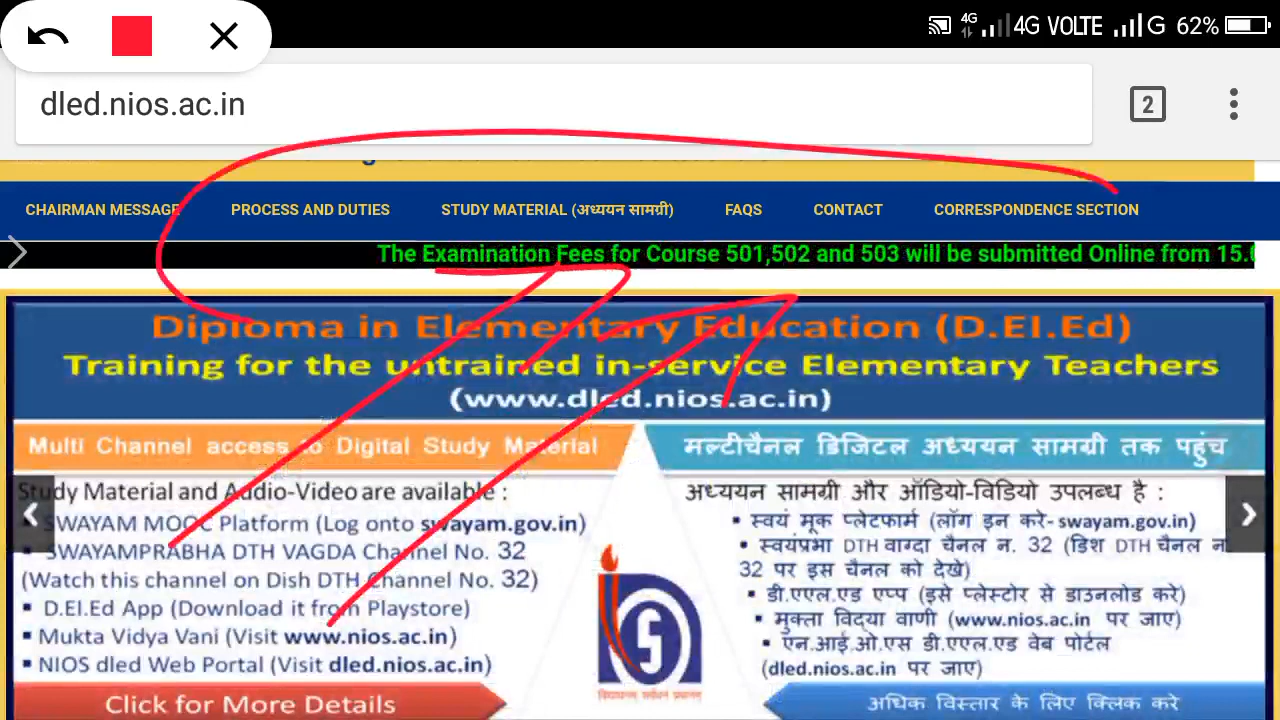 4G 4G VOLTE G 62%
dled.nios.ac.in
2
CHAIRMAN MESSAGE PROCESS AND DUTIES STUDY MATERIAL (अध्ययन सामग्री) FAQS CONTACT CORRESPONDENCE SECTION
The Examination Fees for Course 501,502 and 503 will be submitted Online from 15.0
Diploma in Elementary Education (D.El.Ed)
Training for the untrained in-service Elementary Teachers
(www.dled.nios.ac.in)
Multi Channel access to Digital Study Material
Study Material and Audio-Video are available :
SWAYAM MOOC Platform (Log onto swayam.gov.in)
SWAYAMPRABHA DTH VAGDA Channel No. 32
(Watch this channel on Dish DTH Channel No. 32)
▪ D.El.Ed App (Download it from Playstore)
▪ Mukta Vidya Vani (Visit www.nios.ac.in)
▪ NIOS dled Web Portal (Visit dled.nios.ac.in)
Click for More Details
मल्टीचैनल डिजिटल अध्ययन सामग्री तक पहुंच
अध्ययन सामग्री और ऑडियो-विडियो उपलब्ध है :
▪ स्वयं मूक प्लेटफार्म (लॉग इन करे- swayam.gov.in)
▪ स्वयंप्रभा DTH वाग्दा चैनल न. 32 (डिश DTH चैनल न
32 पर इस चैनल को देखे)
▪ डी.एएल.एड एप्प (इसे प्लेस्टोर से डाउनलोड करे)
▪ मुक्ता विद्या वाणी (www.nios.ac.in पर जाए)
▪ एन.आई.ओ.एस डी.एएल.एड वेब पोर्टल
(dled.nios.ac.in पर जाए)
अधिक विस्तार के लिए क्लिक करे